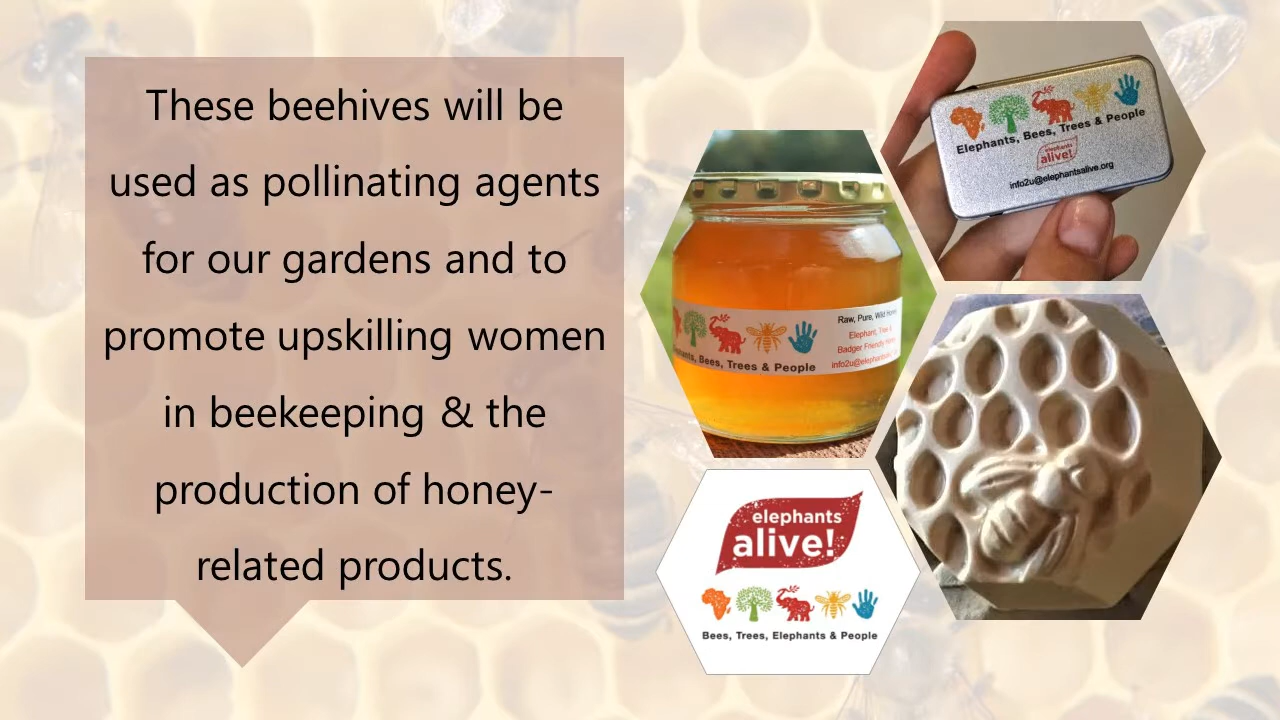 These beehives will be
used as pollinating agents
for our gardens and to
promote upskilling women
in beekeeping & the
production of honey-
related products.
Elephants, Bees, Trees & People
elephants
alive!
info2u@elephantsalive.org
Raw, Pure, Wild
Elephant, Tree &
Badger Friendly
Bees, Trees & People
elephants
alive!
Bees, Trees, Elephants & People